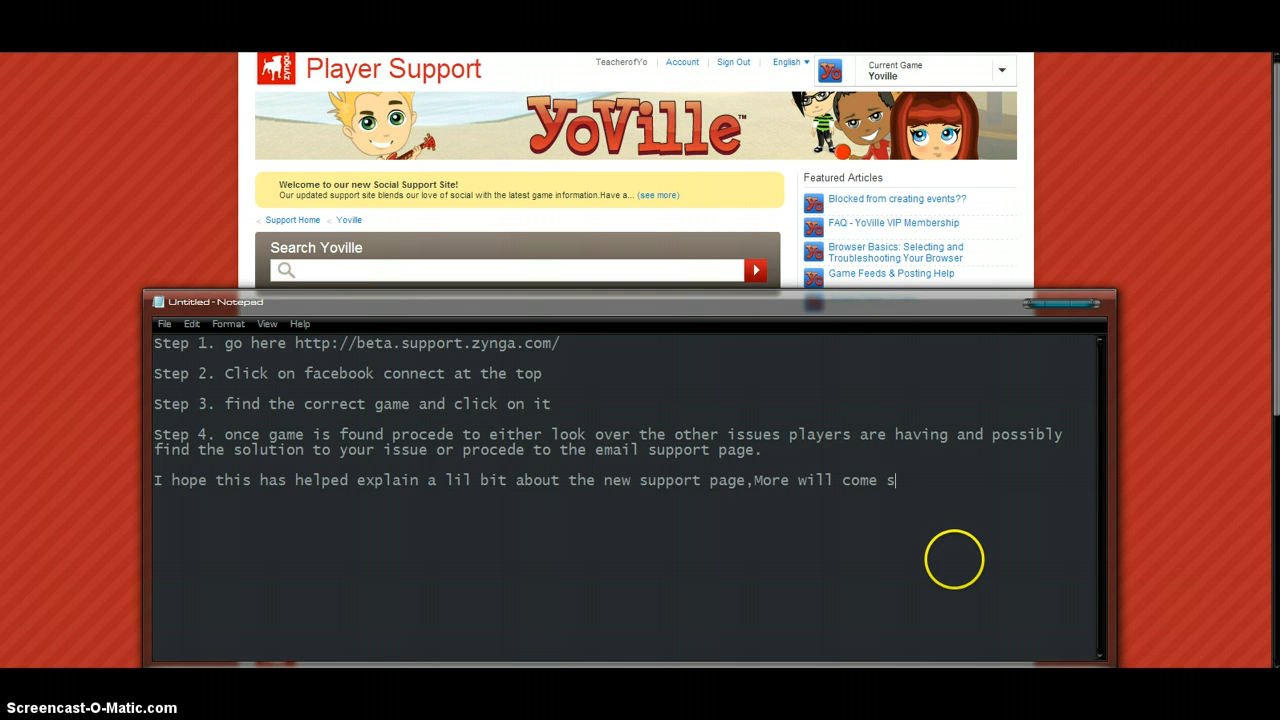 zynga Player Support
TeacherofYo | Account | Sign Out | English
Yo
Current Game
Yoville
YoVille™
Welcome to our new Social Support Site!
Our updated support site blends our love of social with the latest game information.Have a... (see more)
< Support Home < Yoville
Search Yoville
Featured Articles
Yo Blocked from creating events??
Yo FAQ - YoVille VIP Membership
Yo Browser Basics: Selecting and
Troubleshooting Your Browser
Yo Game Feeds & Posting Help
Untitled - Notepad
File Edit Format View Help
Step 1. go here http://beta.support.zynga.com/
Step 2. Click on facebook connect at the top
Step 3. find the correct game and click on it
Step 4. once game is found procede to either look over the other issues players are having and possibly
find the solution to your issue or procede to the email support page.
I hope this has helped explain a lil bit about the new support page,More will come s
Screencast-O-Matic.com